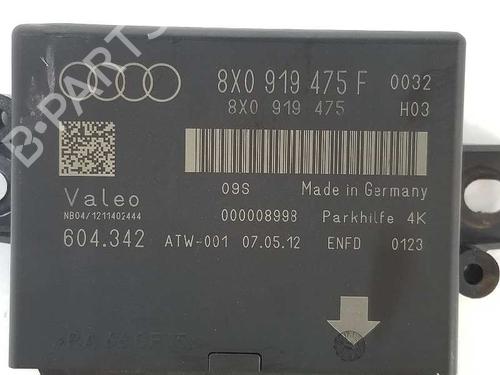 8X0 919 475 F 0032
8X0 919 475 H03
Valeo
09S Made in Germany
NB04/1211402444
000008998 Parkhilfe 4K
604.342 ATW-001 07.05.12 ENFD 0123
B-PARTS